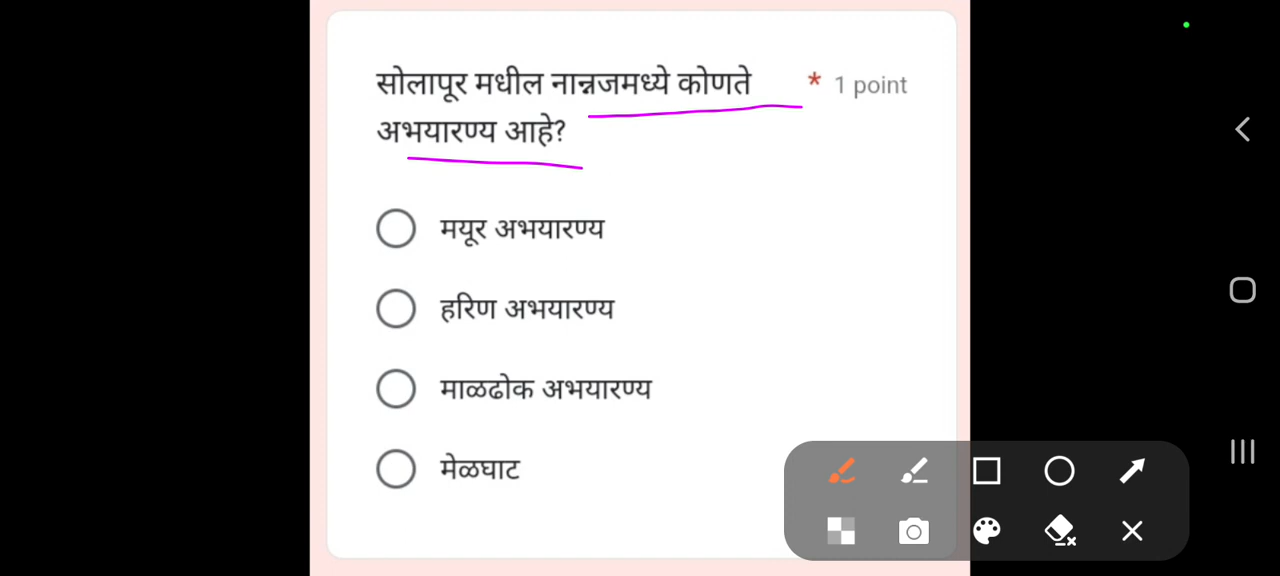 सोलापूर मधील नान्नजमध्ये कोणते * 1 point
अभयारण्य आहे?
मयूर अभयारण्य
हरिण अभयारण्य
माळढोक अभयारण्य
मेळघाट